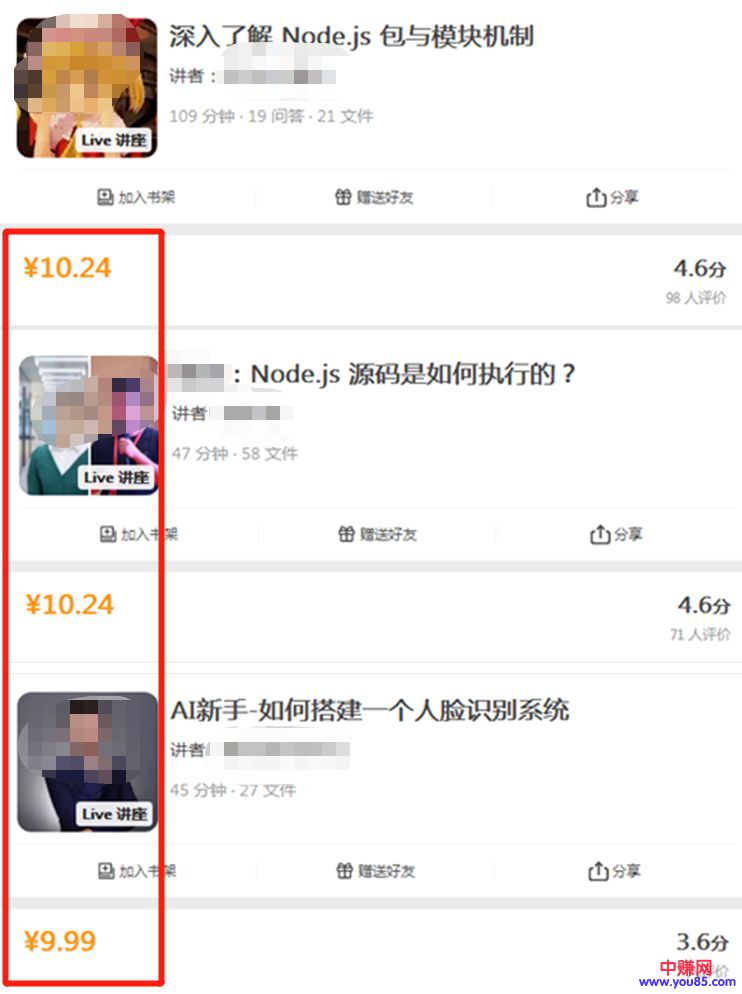 深入了解 Node.js 包与模块机制
讲者：
109 分钟 · 19 问答 · 21 文件
Live 讲座
加入书架 赠送好友 分享
¥10.24 4.6分
98 人评价
：Node.js 源码是如何执行的？
讲者
47 分钟 · 58 文件
Live 讲座
加入书架 赠送好友 分享
¥10.24 4.6分
71 人评价
AI新手-如何搭建一个人脸识别系统
讲者
45 分钟 · 27 文件
Live 讲座
加入书架 赠送好友 分享
¥9.99 3.6分
中赚网
www.you85.com